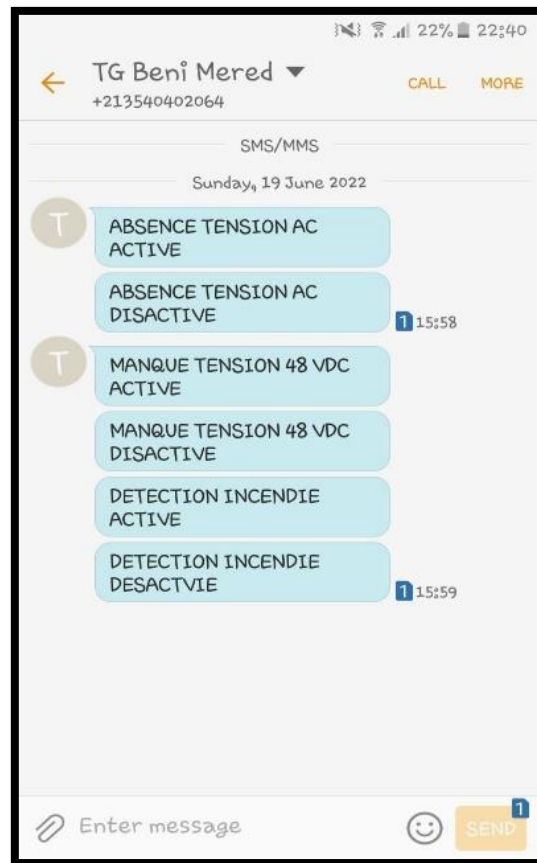 22% 22:40
TG Beni Mered
+213540402064
CALL MORE
SMS/MMS
Sunday, 19 June 2022
T
ABSENCE TENSION AC
ACTIVE
ABSENCE TENSION AC
DISACTIVE
1 15:58
T
MANQUE TENSION 48 VDC
ACTIVE
MANQUE TENSION 48 VDC
DISACTIVE
DETECTION INCENDIE
ACTIVE
DETECTION INCENDIE
DESACTVIE
1 15:59
Enter message
SEND 1